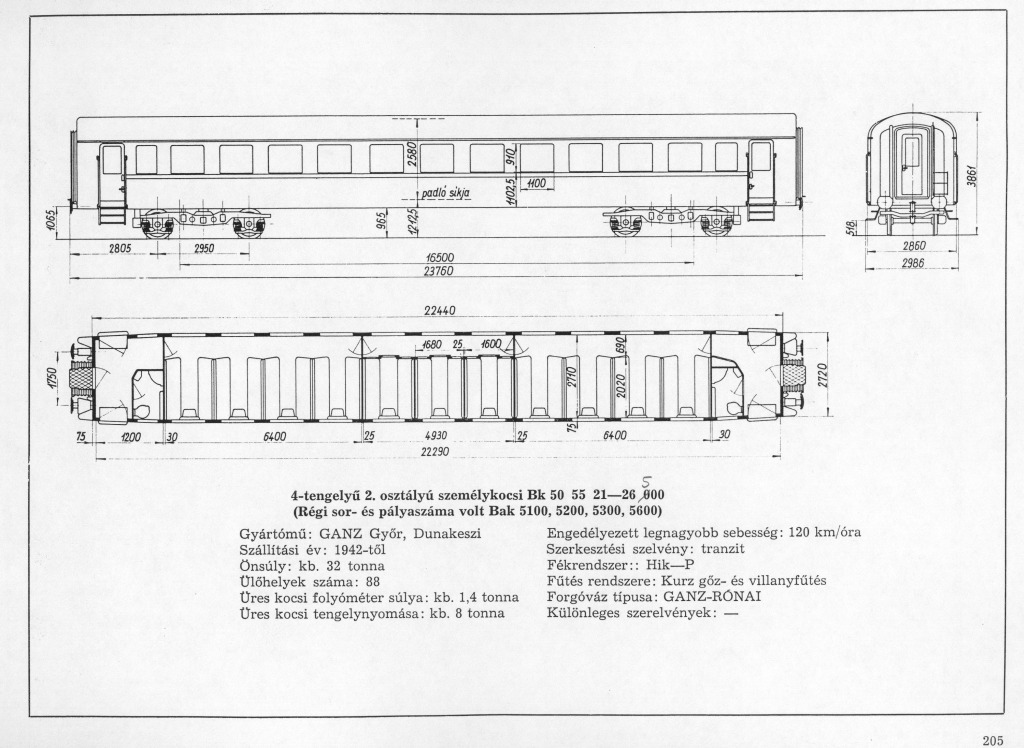 2580
910
1102,5
1100
padló síkja
1065
965
1212,5
2805
2950
16500
23760
3861
518
2860
2986
22440
1680
25
1600
690
2710
2020
1750
2720
75
75
1200
30
6400
25
4930
25
6400
30
22290
5
4-tengelyű 2. osztályú személykocsi Bk 50 55 21—26 000
(Régi sor- és pályaszáma volt Bak 5100, 5200, 5300, 5600)
Gyártómű: GANZ Győr, Dunakeszi
Szállítási év: 1942-től
Önsúly: kb. 32 tonna
Ülőhelyek száma: 88
Üres kocsi folyóméter súlya: kb. 1,4 tonna
Üres kocsi tengelynyomása: kb. 8 tonna
Engedélyezett legnagyobb sebesség: 120 km/óra
Szerkesztési szelvény: tranzit
Fékrendszer:: Hik—P
Fűtés rendszere: Kurz gőz- és villanyfűtés
Forgóváz típusa: GANZ-RÓNAI
Különleges szerelvények: —
205